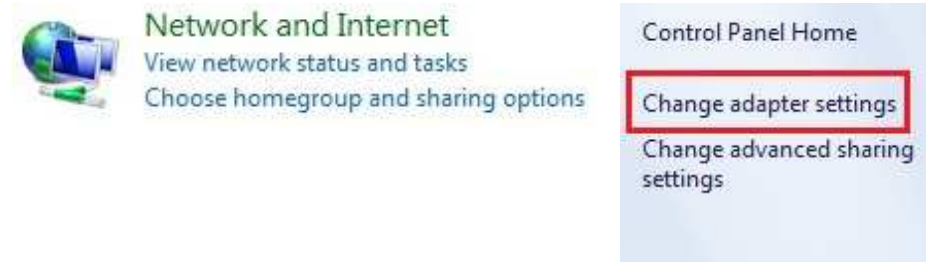 Network and Internet
View network status and tasks
Choose homegroup and sharing options
Control Panel Home
Change adapter settings
Change advanced sharing
settings